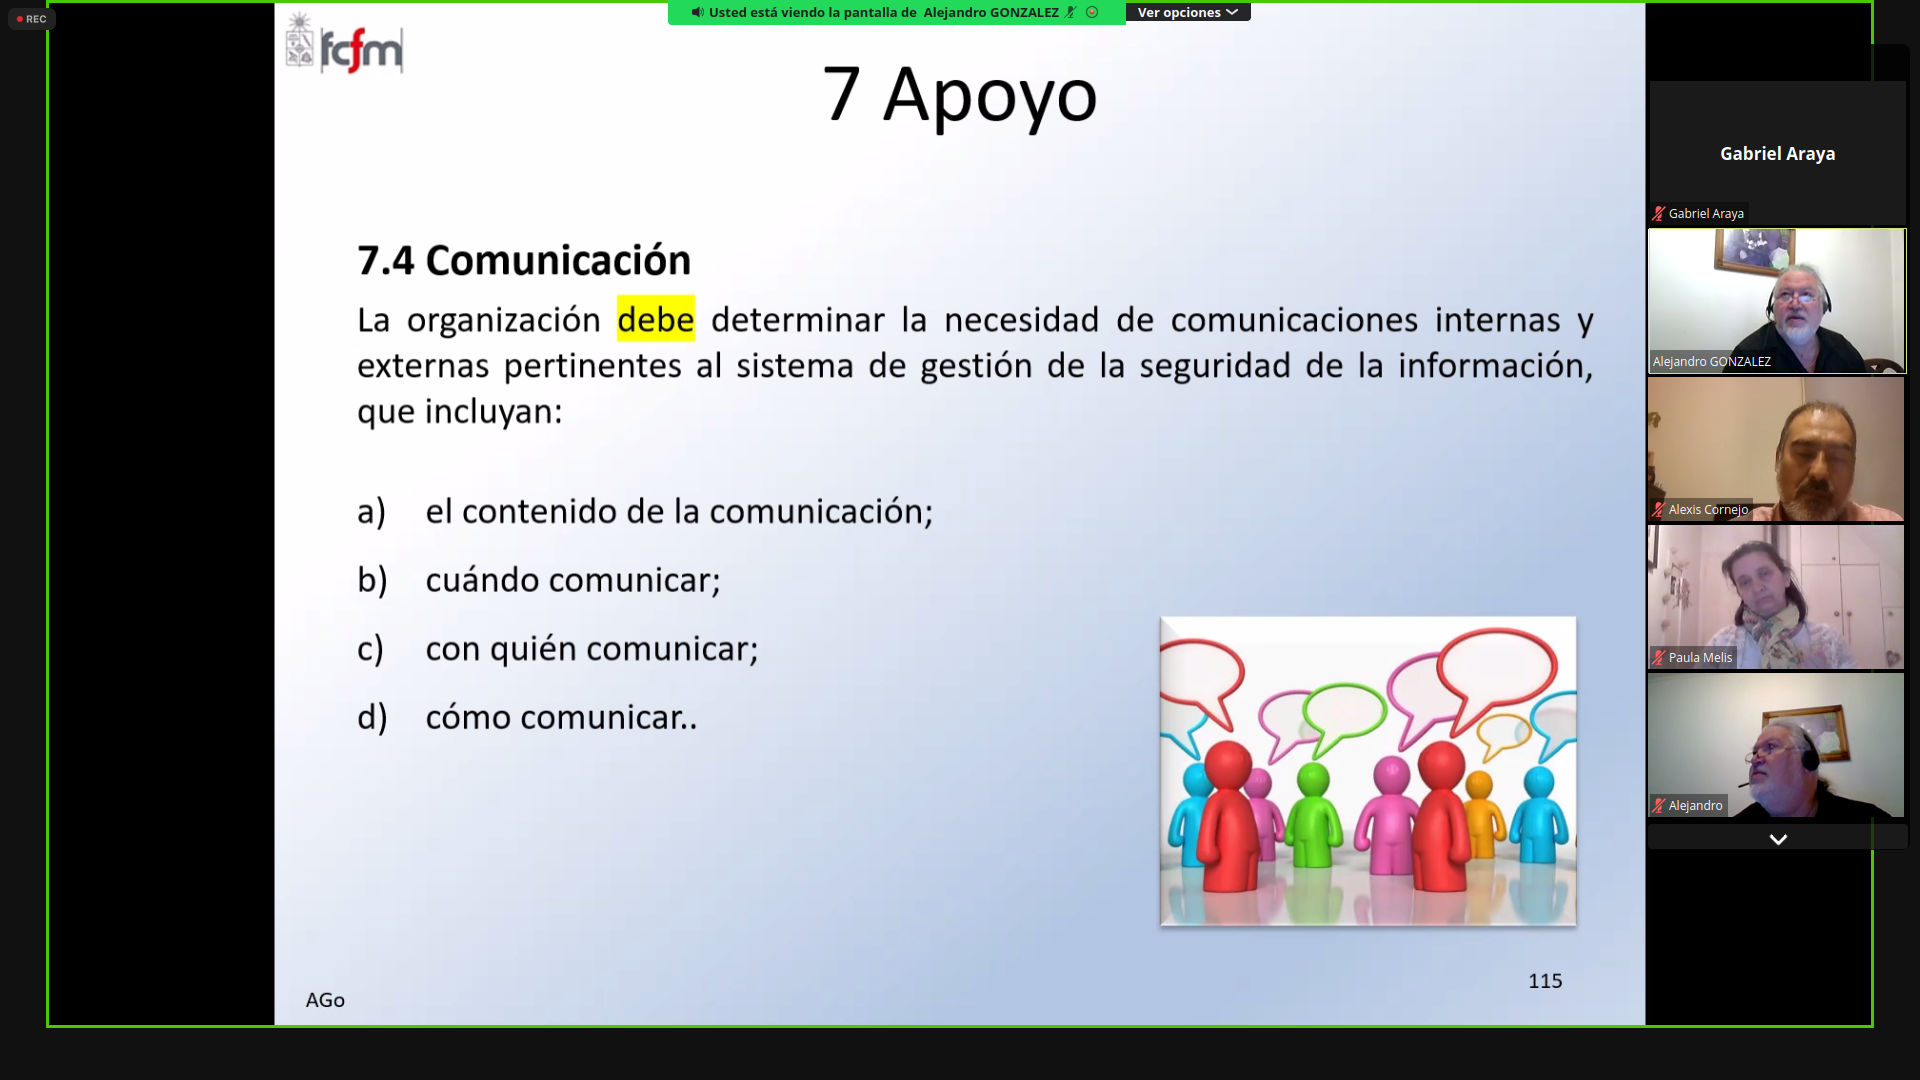 REC
Usted está viendo la pantalla de Alejandro GONZALEZ
Ver opciones
fcfm
7 Apoyo
7.4 Comunicación
La organización debe determinar la necesidad de comunicaciones internas y
externas pertinentes al sistema de gestión de la seguridad de la información,
que incluyan:
a) el contenido de la comunicación;
b) cuándo comunicar;
c) con quién comunicar;
d) cómo comunicar..
AGo
115
Gabriel Araya
Gabriel Araya
Alejandro GONZALEZ
Alexis Cornejo
Paula Melis
Alejandro